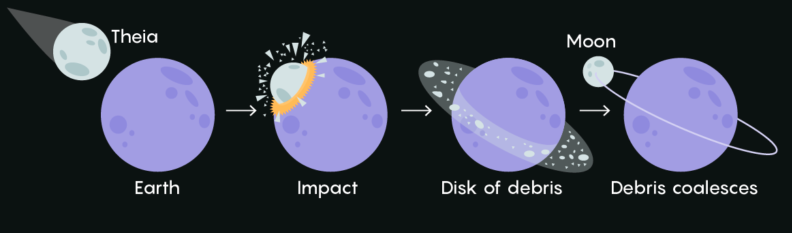 Theia
Earth
Impact
Disk of debris
Moon
Debris coalesces